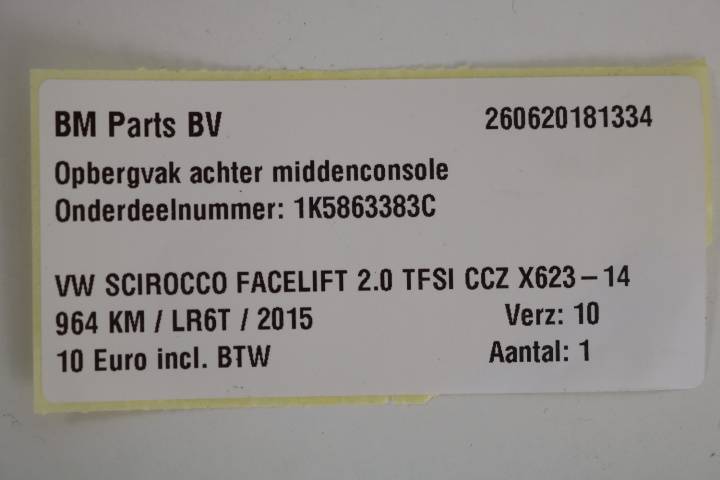 BM Parts BV 260620181334
Opbergvak achter middenconsole
Onderdeelnummer: 1K5863383C
VW SCIROCCO FACELIFT 2.0 TFSI CCZ X623-14
964 KM / LR6T / 2015 Verz: 10
10 Euro incl. BTW Aantal: 1